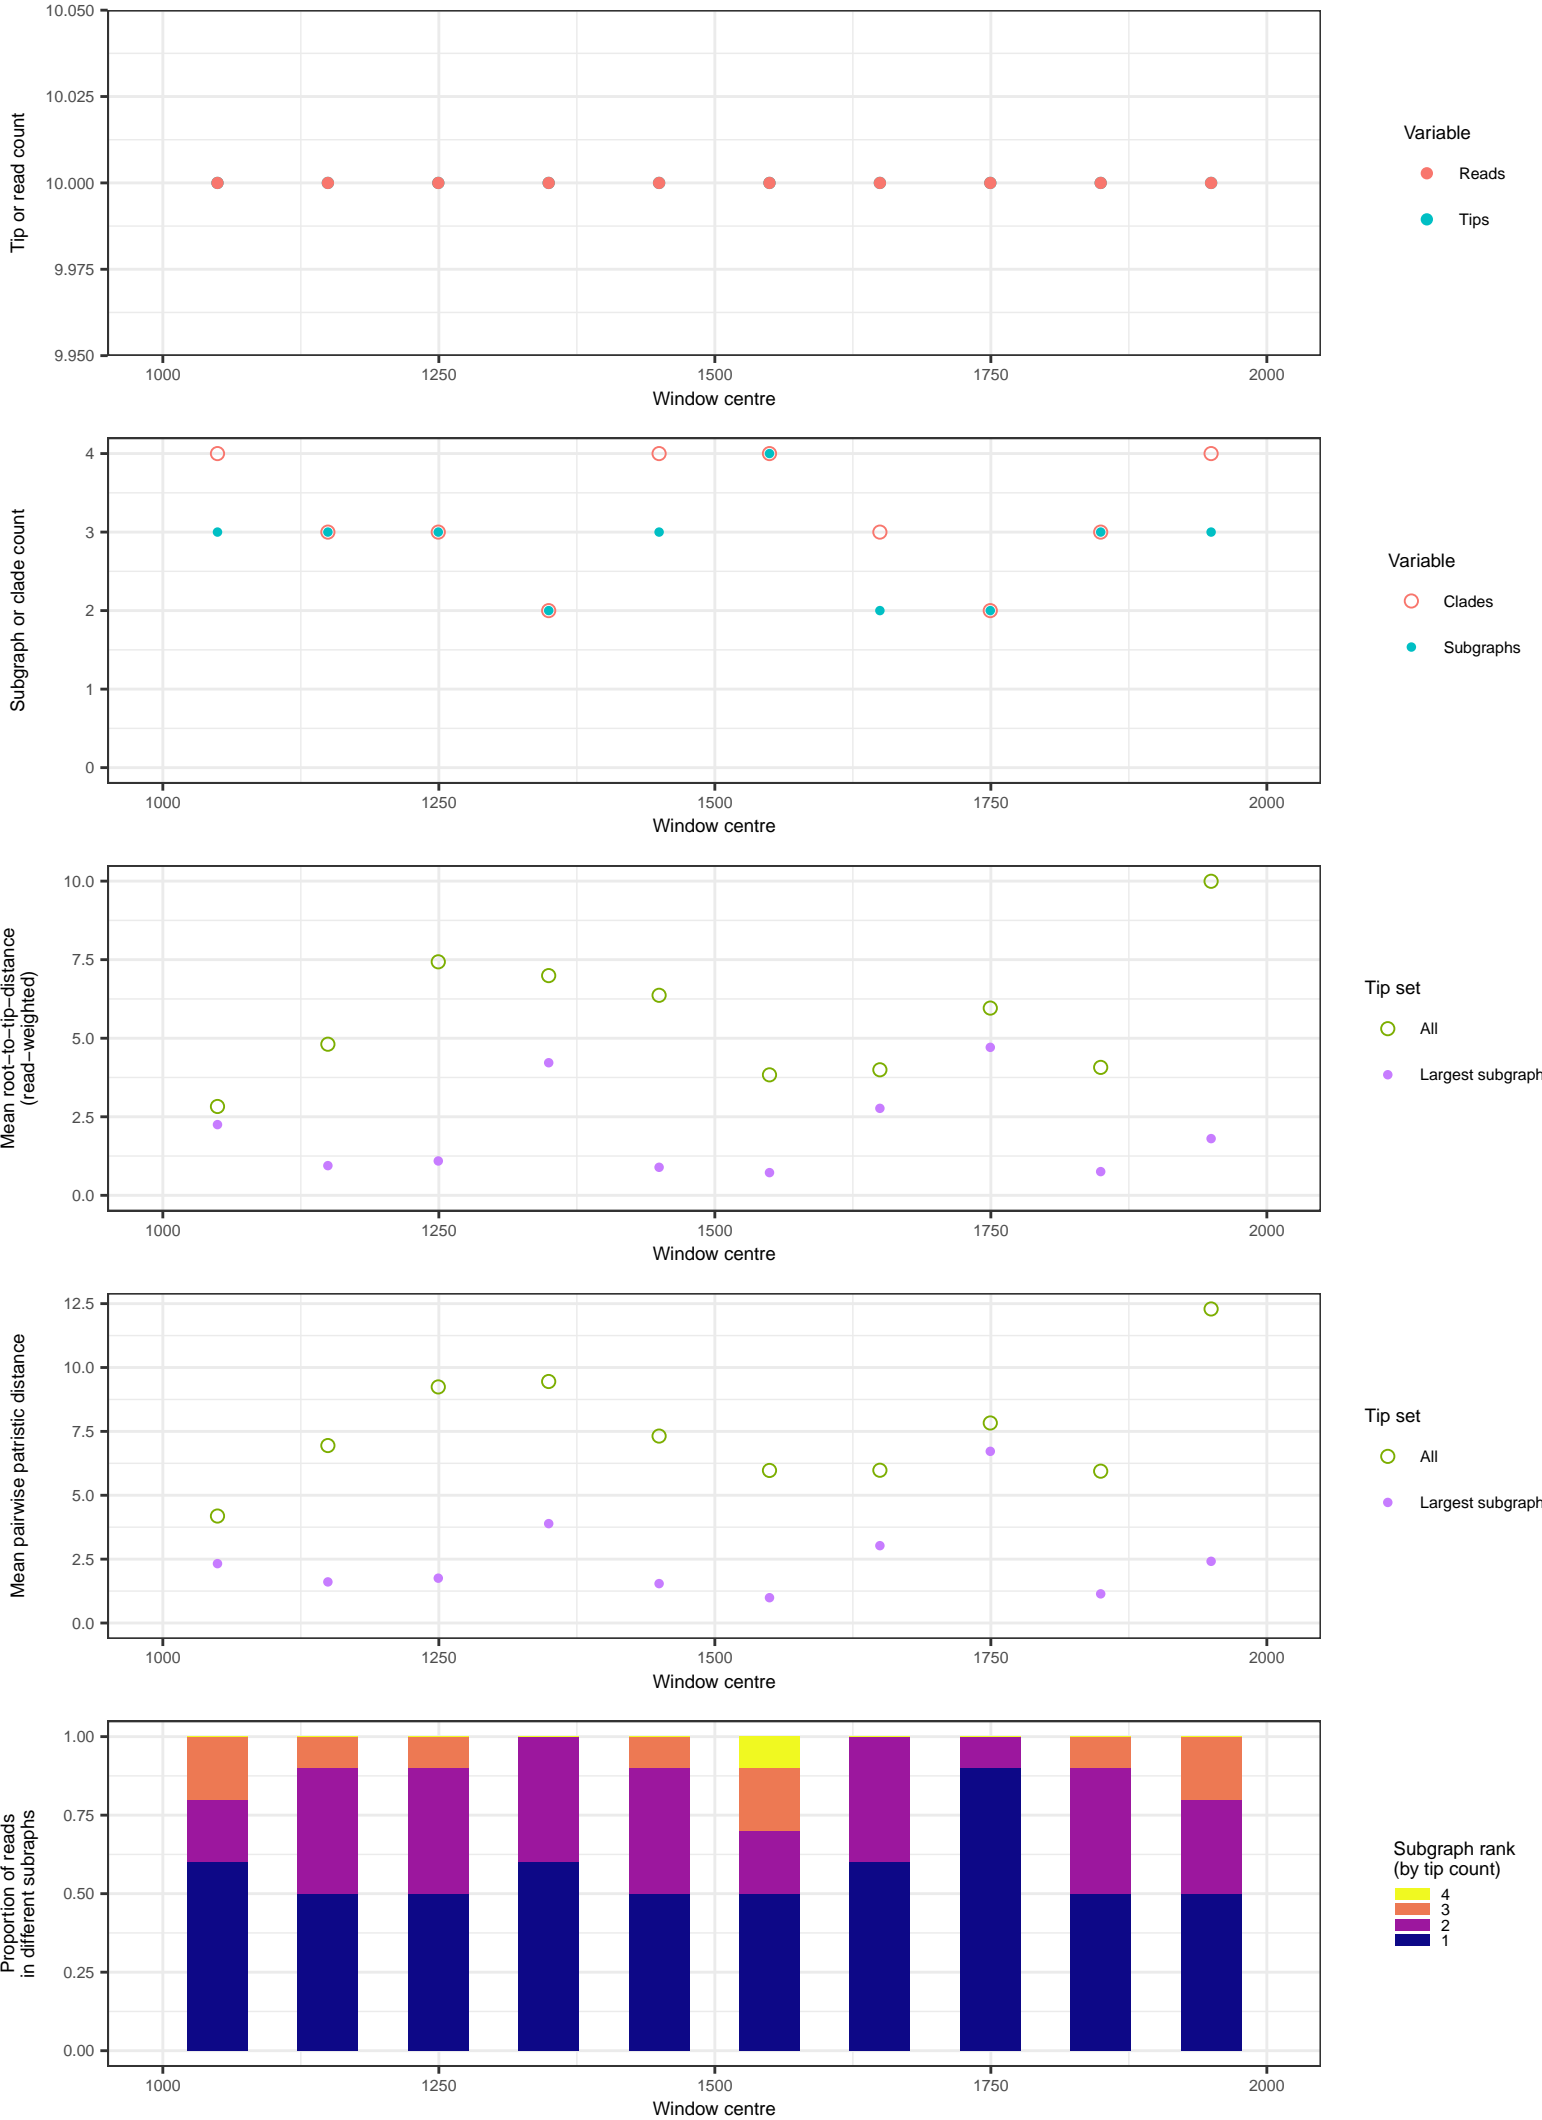 10.050
10.025
10.000
9.975
9.950
Tip or read count
1000 1250 1500 1750 2000
Window centre
Variable
Reads
Tips
4
3
2
1
0
Subgraph or clade count
1000 1250 1500 1750 2000
Window centre
Variable
Clades
Subgraphs
10.0
7.5
5.0
2.5
0.0
Mean root−to−tip−distance
(read−weighted)
1000 1250 1500 1750 2000
Window centre
Tip set
All
Largest subgraph
12.5
10.0
7.5
5.0
2.5
0.0
Mean pairwise patristic distance
1000 1250 1500 1750 2000
Window centre
Tip set
All
Largest subgraph
1.00
0.75
0.50
0.25
0.00
Proportion of reads
in different subraphs
1000 1250 1500 1750 2000
Window centre
Subgraph rank
(by tip count)
4
3
2
1